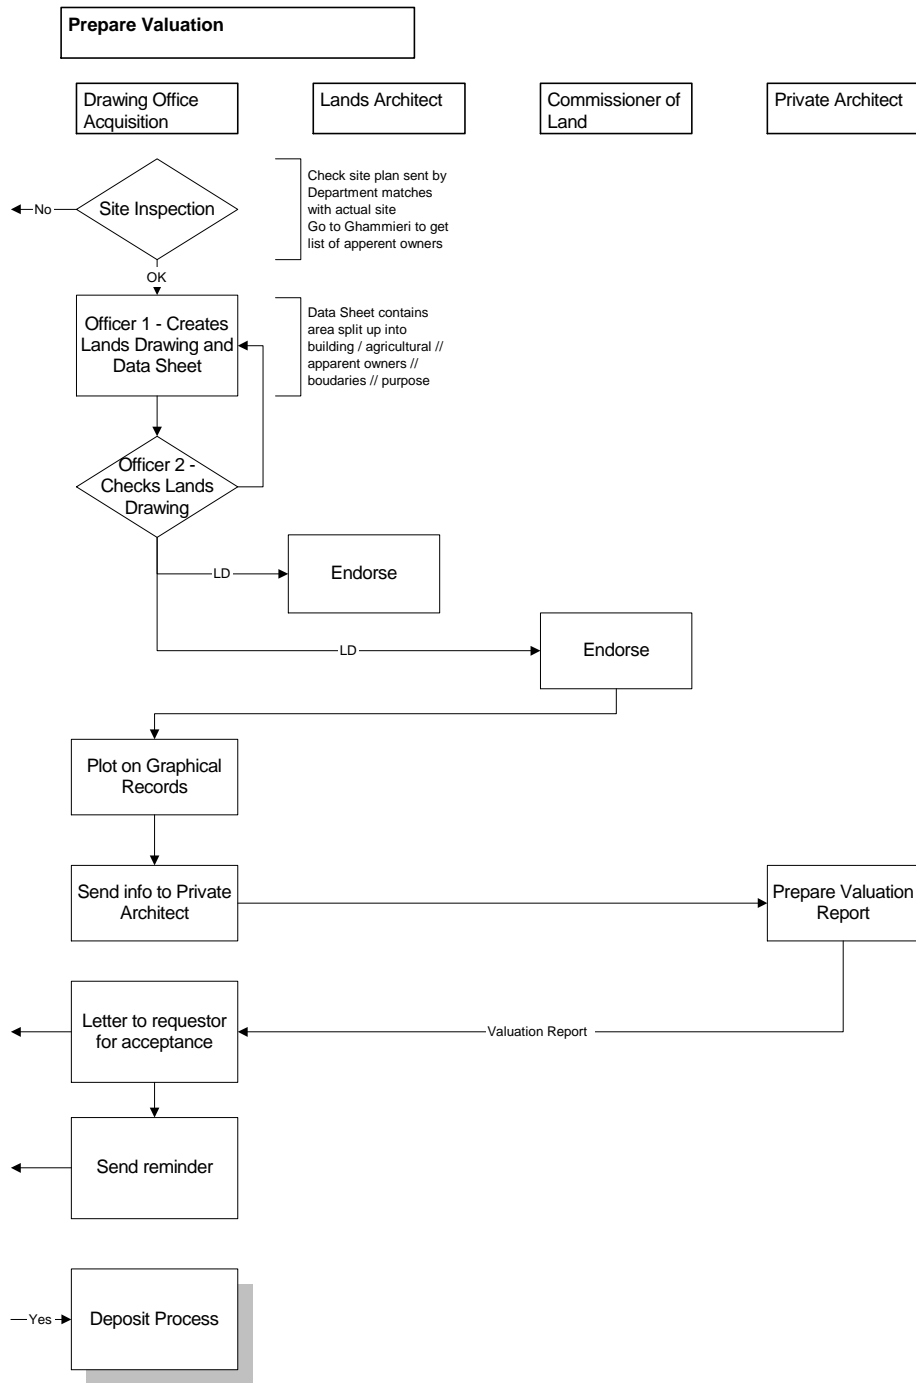 Prepare Valuation
Drawing Office
Acquisition
Lands Architect
Commissioner of
Land
Private Architect
No
Site Inspection
Check site plan sent by
Department matches
with actual site
Go to Ghammieri to get
list of apperent owners
OK
Officer 1 - Creates
Lands Drawing and
Data Sheet
Data Sheet contains
area split up into
building / agricultural //
apparent owners //
boudaries // purpose
Officer 2 -
Checks Lands
Drawing
LD
Endorse
LD
Endorse
Plot on Graphical
Records
Send info to Private
Architect
Prepare Valuation
Report
Letter to requestor
for acceptance
Valuation Report
Send reminder
Yes
Deposit Process